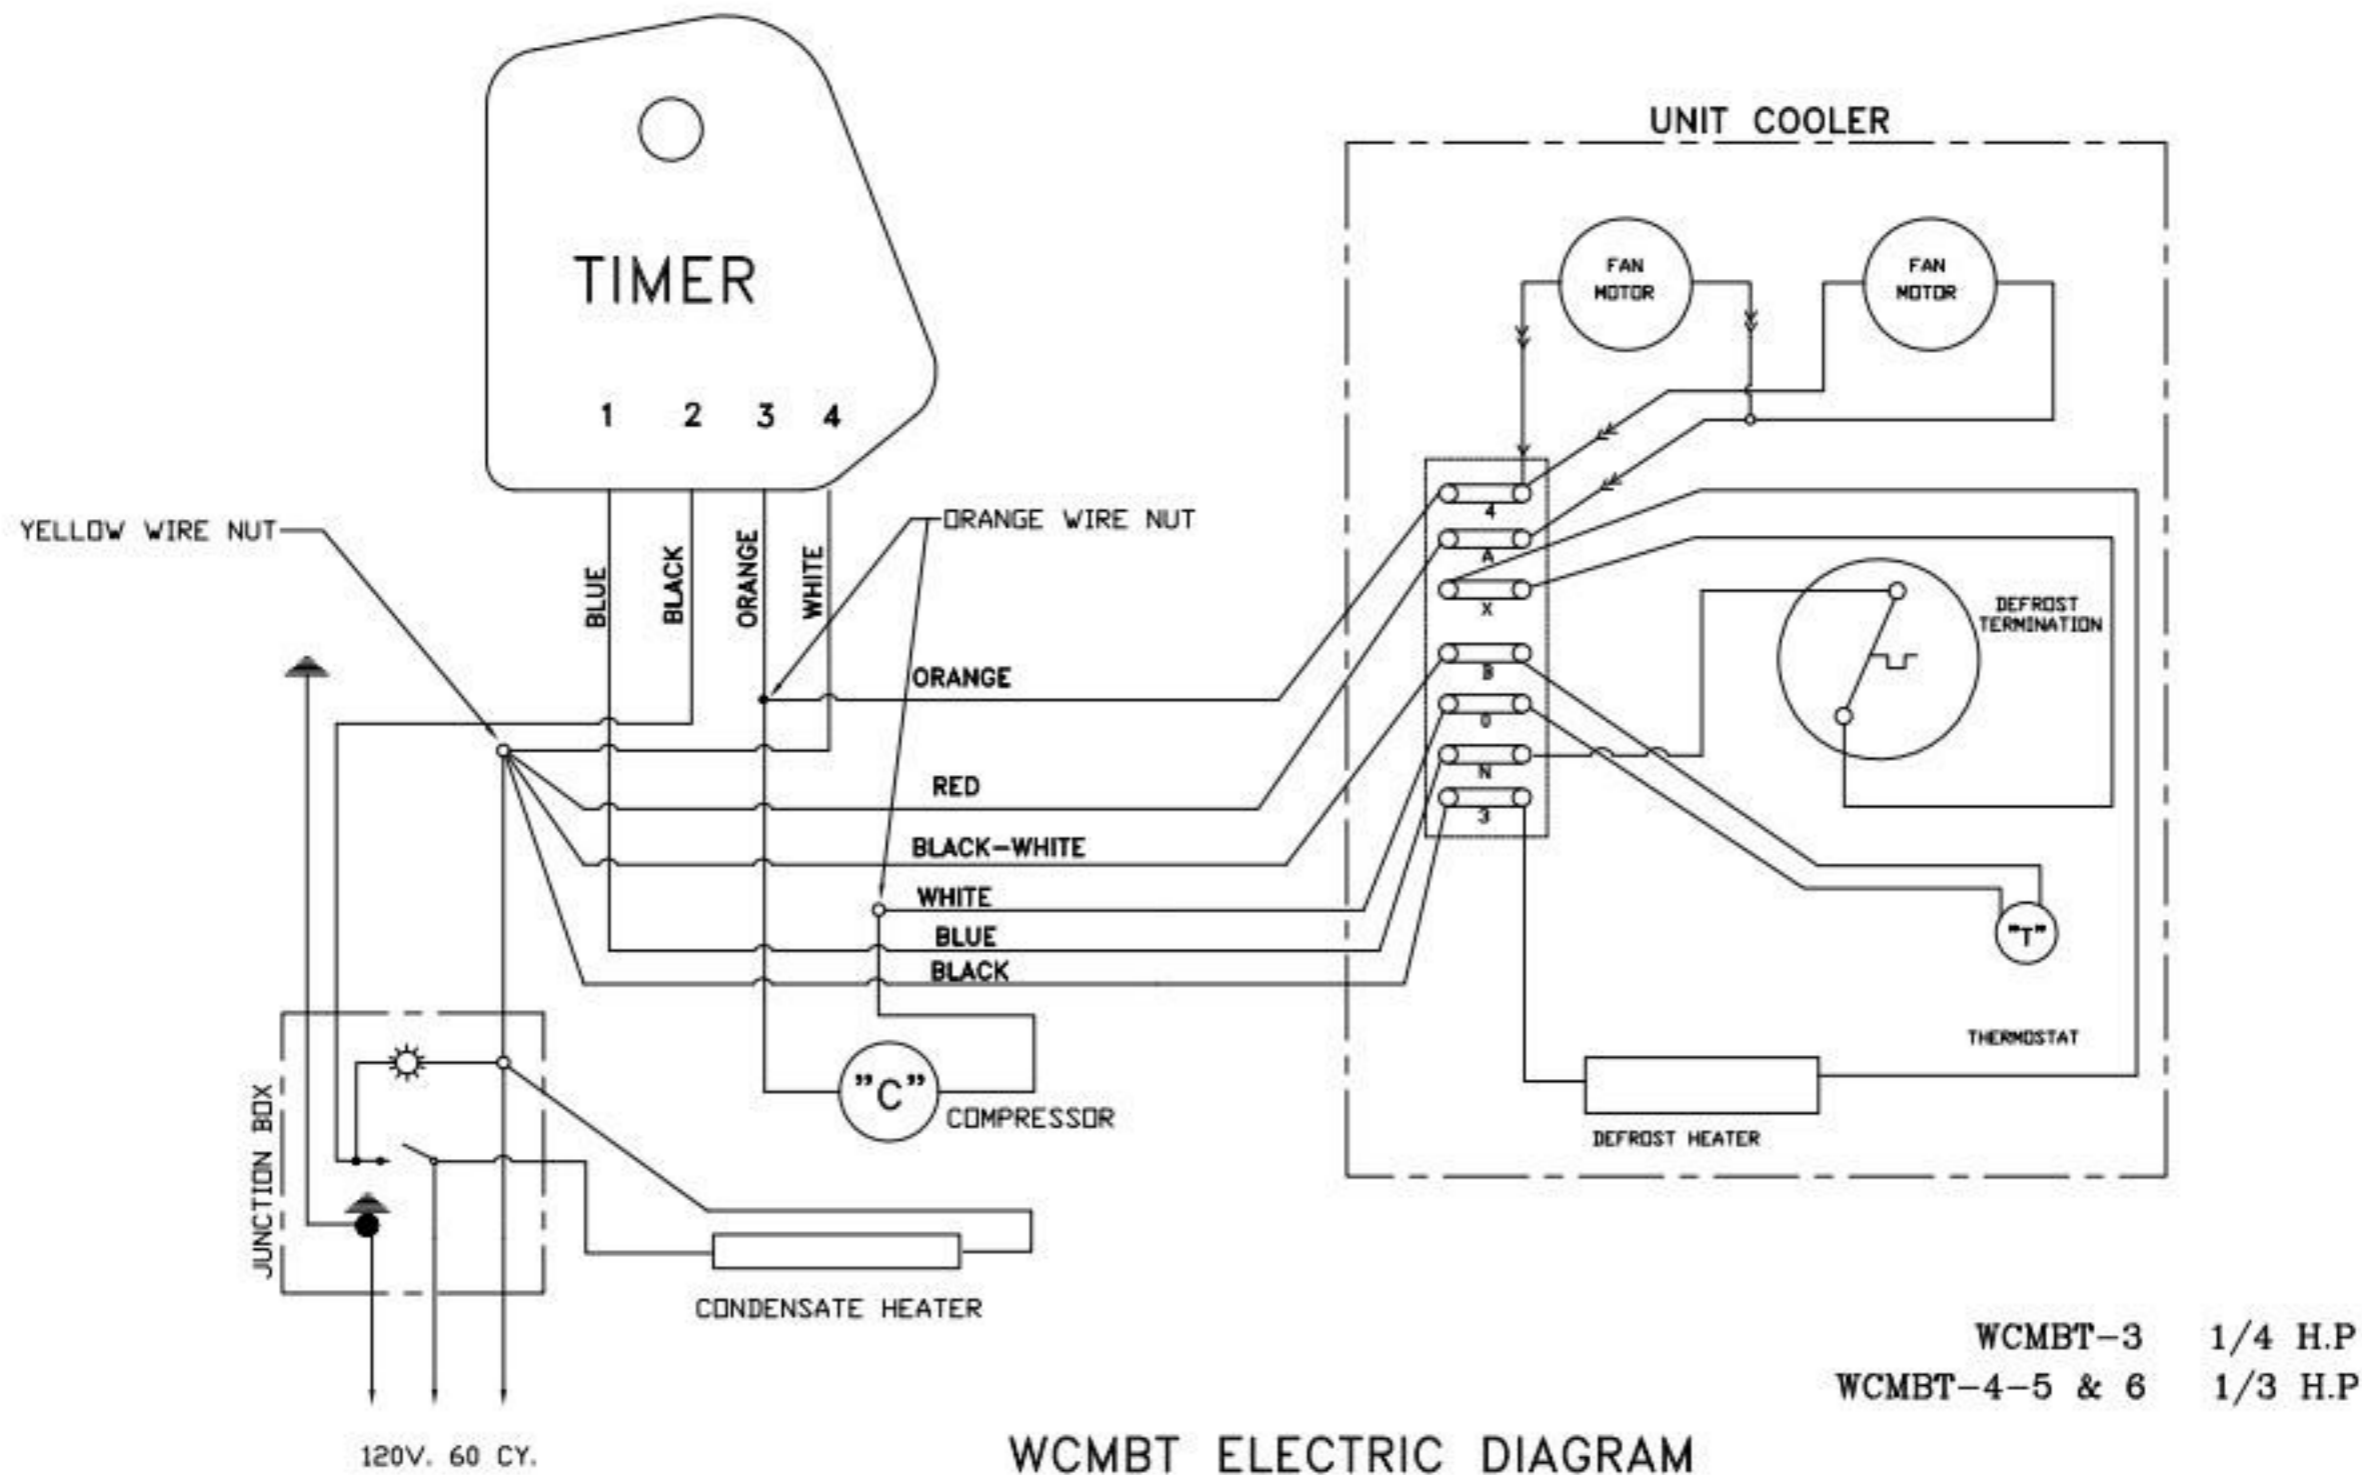 TIMER
1 2 3 4
YELLOW WIRE NUT
ORANGE WIRE NUT
BLUE
BLACK
ORANGE
WHITE
ORANGE
RED
BLACK-WHITE
WHITE
BLUE
BLACK
UNIT COOLER
FAN
MOTOR
FAN
MOTOR
4
A
X
B
0
N
3
DEFROST
TERMINATION
"T"
THERMOSTAT
DEFROST HEATER
"C"
COMPRESSOR
JUNCTION BOX
CONDENSATE HEATER
120V. 60 CY.
WCMBT-3 1/4 H.P
WCMBT-4-5 & 6 1/3 H.P
WCMBT ELECTRIC DIAGRAM